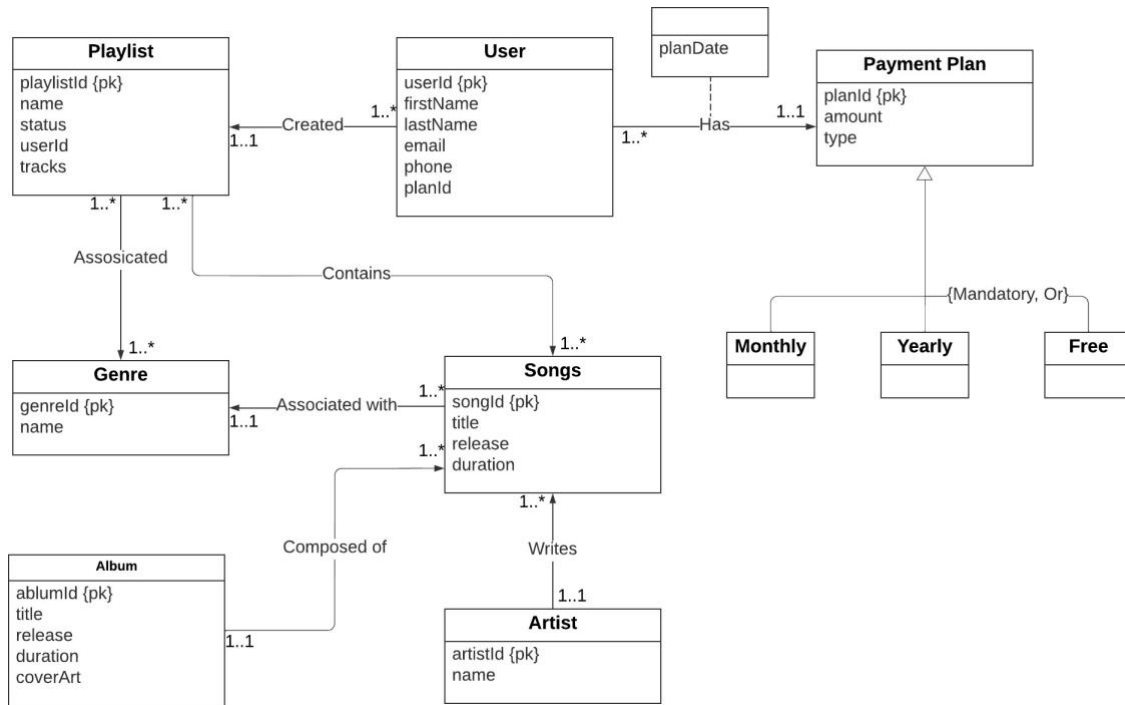 Playlist
playlistId {pk}
name
status
userId
tracks
1..*
Created
1..1
User
userId {pk}
firstName
lastName
email
phone
planId
planDate
1..*
Has
1..1
Payment Plan
planId {pk}
amount
type
1..*
1..*
Assosicated
Contains
{Mandatory, Or}
Monthly
Yearly
Free
1..*
1..*
Genre
genreId {pk}
name
1..*
Associated with
1..1
Songs
songId {pk}
title
release
duration
1..*
1..*
Composed of
Writes
1..1
1..1
Album
ablumId {pk}
title
release
duration
coverArt
Artist
artistId {pk}
name